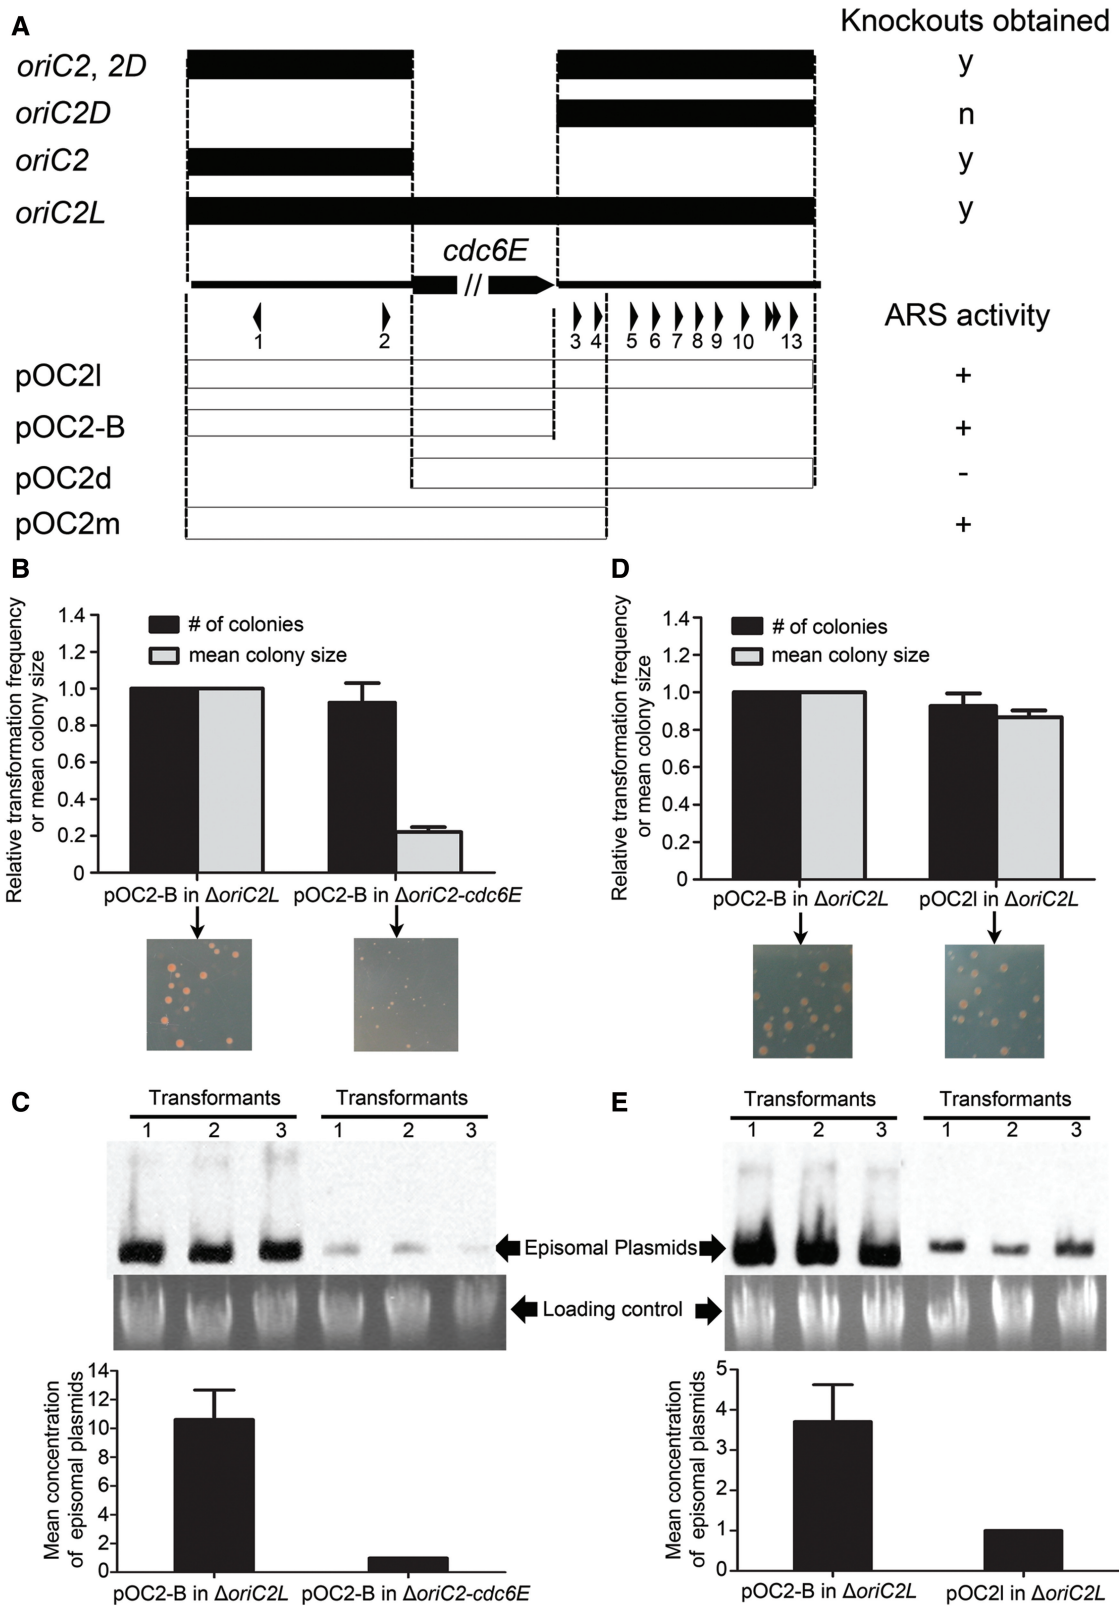 A
Knockouts obtained
oriC2, 2D y
oriC2D n
oriC2 y
oriC2L y
cdc6E
//
ARS activity
1 2 3 4 5 6 7 8 9 10 13
pOC2l +
pOC2-B +
pOC2d -
pOC2m +
B
Relative transformation frequency
or mean colony size
1.4
1.2
1.0
0.8
0.6
0.4
0.2
0
# of colonies
mean colony size
pOC2-B in ΔoriC2L
pOC2-B in ΔoriC2-cdc6E
D
Relative transformation frequency
or mean colony size
1.4
1.2
1.0
0.8
0.6
0.4
0.2
0
# of colonies
mean colony size
pOC2-B in ΔoriC2L
pOC2l in ΔoriC2L
C
Transformants Transformants
1 2 3 1 2 3
E
Transformants Transformants
1 2 3 1 2 3
Episomal Plasmids
Loading control
Mean concentration
of episomal plasmids
14
12
10
8
6
4
2
0
pOC2-B in ΔoriC2L
pOC2-B in ΔoriC2-cdc6E
Mean concentration
of episomal plasmids
5
4
3
2
1
0
pOC2-B in ΔoriC2L
pOC2l in ΔoriC2L